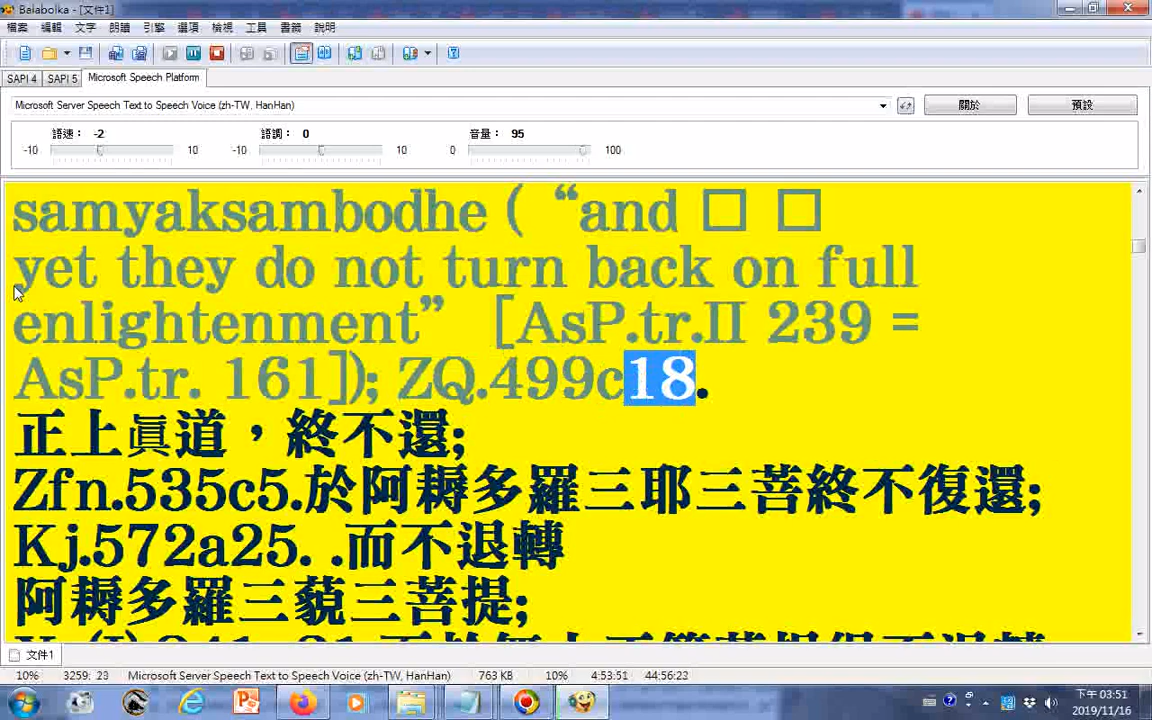 Balabolka - [文件1]
檔案 編輯 文字 朗讀 引擎 選項 檢視 工具 書籤 說明
SAPI 4 SAPI 5 Microsoft Speech Platform
Microsoft Server Speech Text to Speech Voice (zh-TW, HanHan) 關於 預設
語速： -2 語調： 0 音量： 95
-10 10 -10 10 0 100
samyaksambodhe (“and □ □
yet they do not turn back on full
enlightenment” [AsP.tr.II 239 =
AsP.tr. 161]); ZQ.499c18.
正上眞道，終不還;
Zfn.535c5.於阿耨多羅三耶三菩終不復還;
Kj.572a25. .而不退轉
阿耨多羅三藐三菩提;
文件1
10% 3259: 23 Microsoft Server Speech Text to Speech Voice (zh-TW, HanHan) 763 KB 10% 4:53:51 44:56:23
下午 03:51
2019/11/16